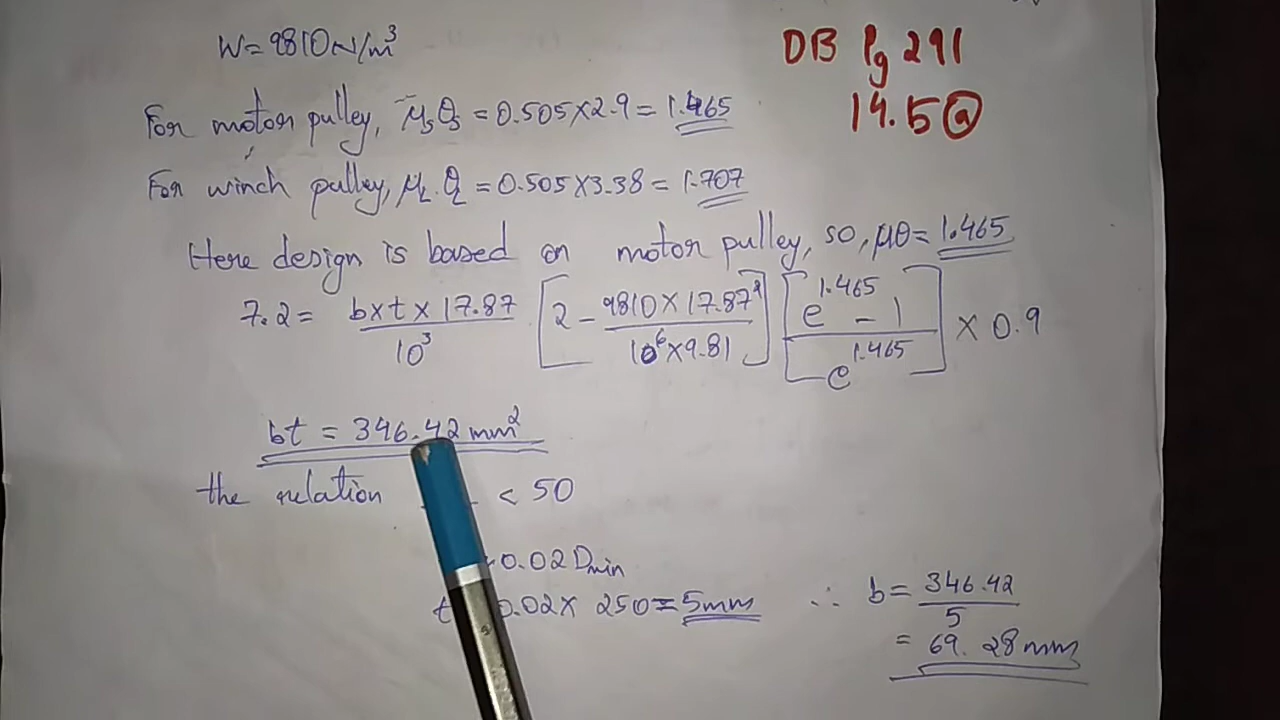 W = 9810 N/m³
DB Pg 291
14.5 ⓐ
For motor pulley, μₛθₛ = 0.505×2.9 = 1.465
For winch pulley, μ_L.θ_L = 0.505×3.38 = 1.707
Here design is based on motor pulley, so, μθ = 1.465
7.2 = (b×t×17.87)/10³ [2 − (9810×17.87²)/(10⁶×9.81)] [(e^1.465 − 1)/e^1.465] × 0.9
bt = 346.42 mm²
the relation < 50
0.02 Dmin
t 0.02× 250 = 5mm ∴ b = 346.42/5
= 69.28 mm